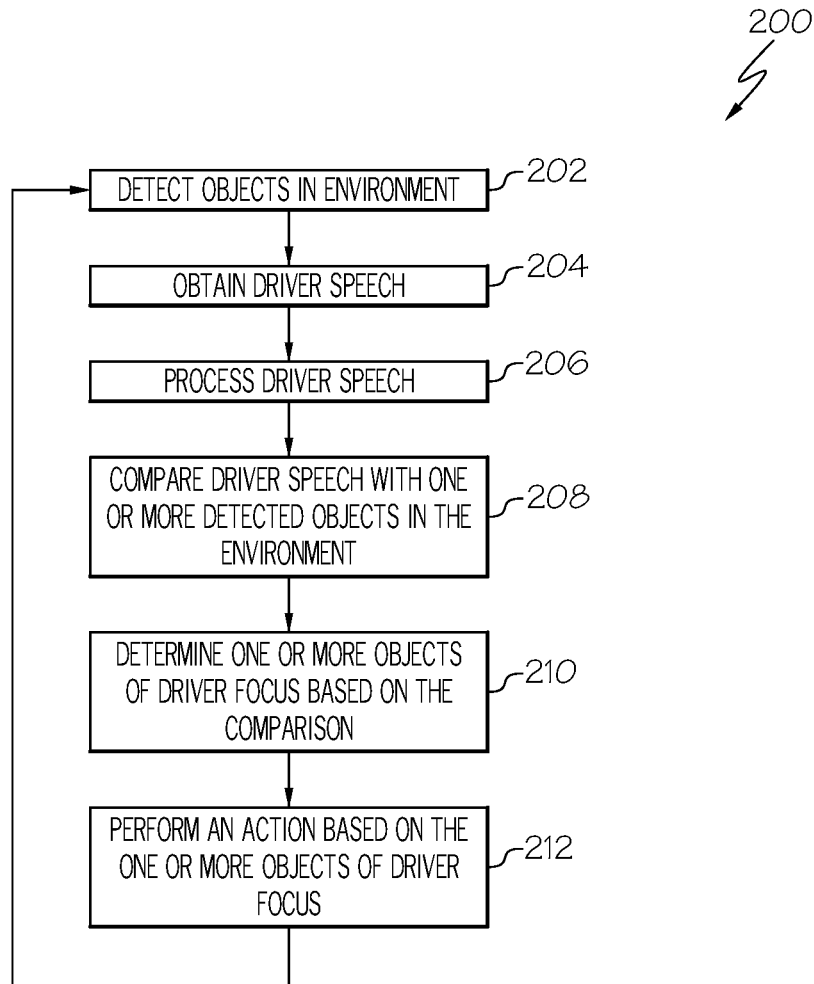 200
DETECT OBJECTS IN ENVIRONMENT
202
OBTAIN DRIVER SPEECH
204
PROCESS DRIVER SPEECH
206
COMPARE DRIVER SPEECH WITH ONE
OR MORE DETECTED OBJECTS IN THE
ENVIRONMENT
208
DETERMINE ONE OR MORE OBJECTS
OF DRIVER FOCUS BASED ON THE
COMPARISON
210
PERFORM AN ACTION BASED ON THE
ONE OR MORE OBJECTS OF DRIVER
FOCUS
212